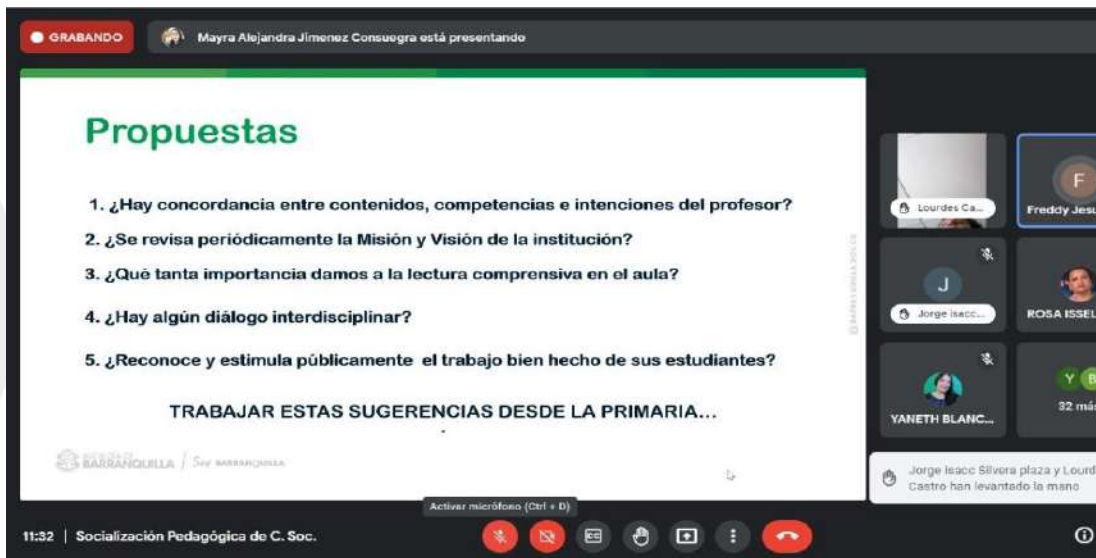 GRABANDO
Mayra Alejandra Jimenez Consuegra está presentando
Propuestas
1. ¿Hay concordancia entre contenidos, competencias e intenciones del profesor?
2. ¿Se revisa periódicamente la Misión y Visión de la institución?
3. ¿Qué tanta importancia damos a la lectura comprensiva en el aula?
4. ¿Hay algún diálogo interdisciplinar?
5. ¿Reconoce y estimula públicamente el trabajo bien hecho de sus estudiantes?
TRABAJAR ESTAS SUGERENCIAS DESDE LA PRIMARIA...
BARRANQUILLA / Soy BARRANQUILLA
Lourdes Ca...
F
Freddy Jesu
J
Jorge isacc...
ROSA ISSEL
YANETH BLANC...
Y B
32 má
Jorge Isacc Silvera plaza y Lourd
Castro han levantado la mano
Activar micrófono (Ctrl + D)
11:32 | Socialización Pedagógica de C. Soc.